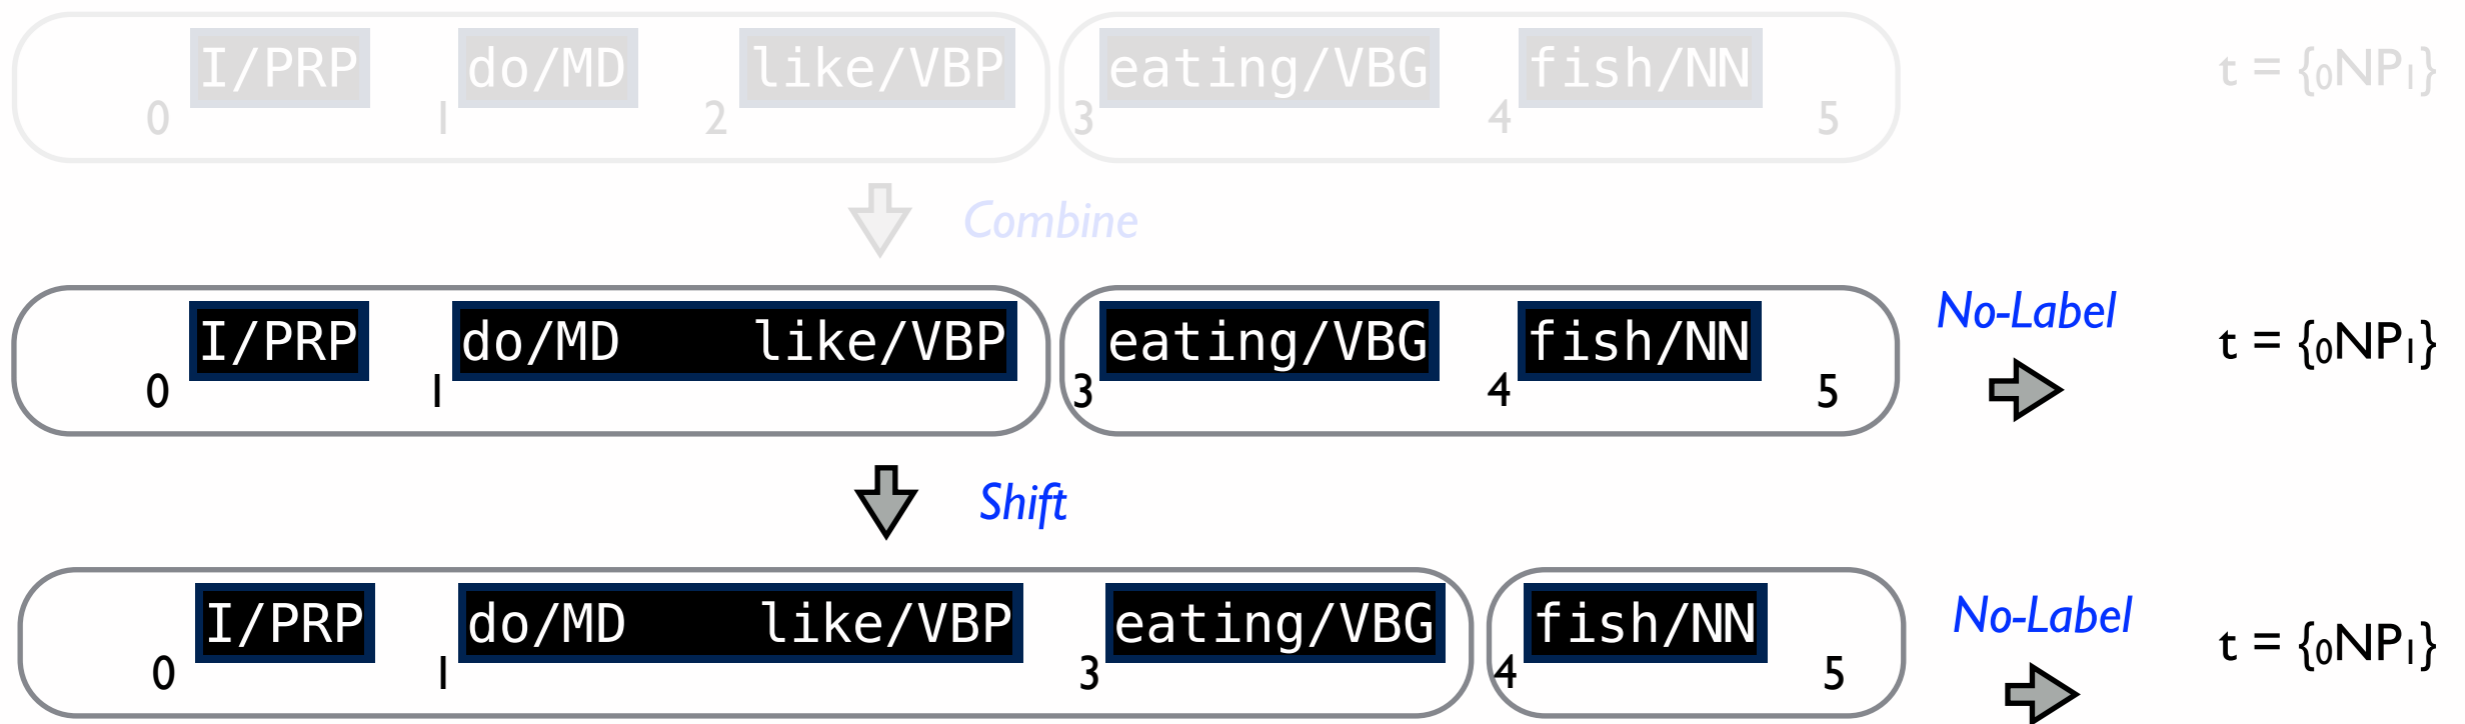 I/PRP do/MD like/VBP eating/VBG fish/NN t = {₀NP₁}
0 1 2 3 4 5
Combine
No-Label
I/PRP do/MD like/VBP eating/VBG fish/NN t = {₀NP₁}
0 1 3 4 5
Shift
No-Label
I/PRP do/MD like/VBP eating/VBG fish/NN t = {₀NP₁}
0 1 3 4 5